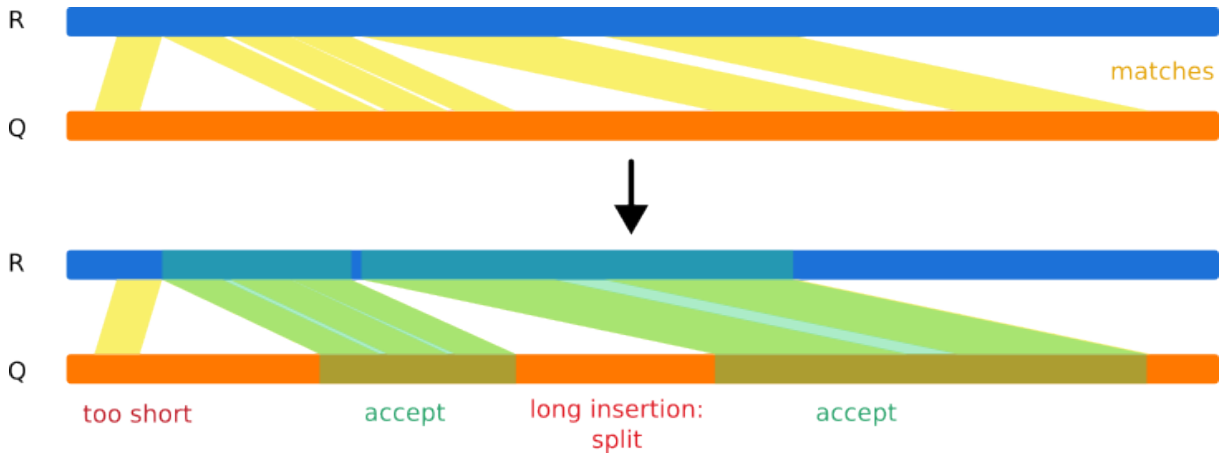 R
matches
Q
R
Q
too short
accept
long insertion:
split
accept